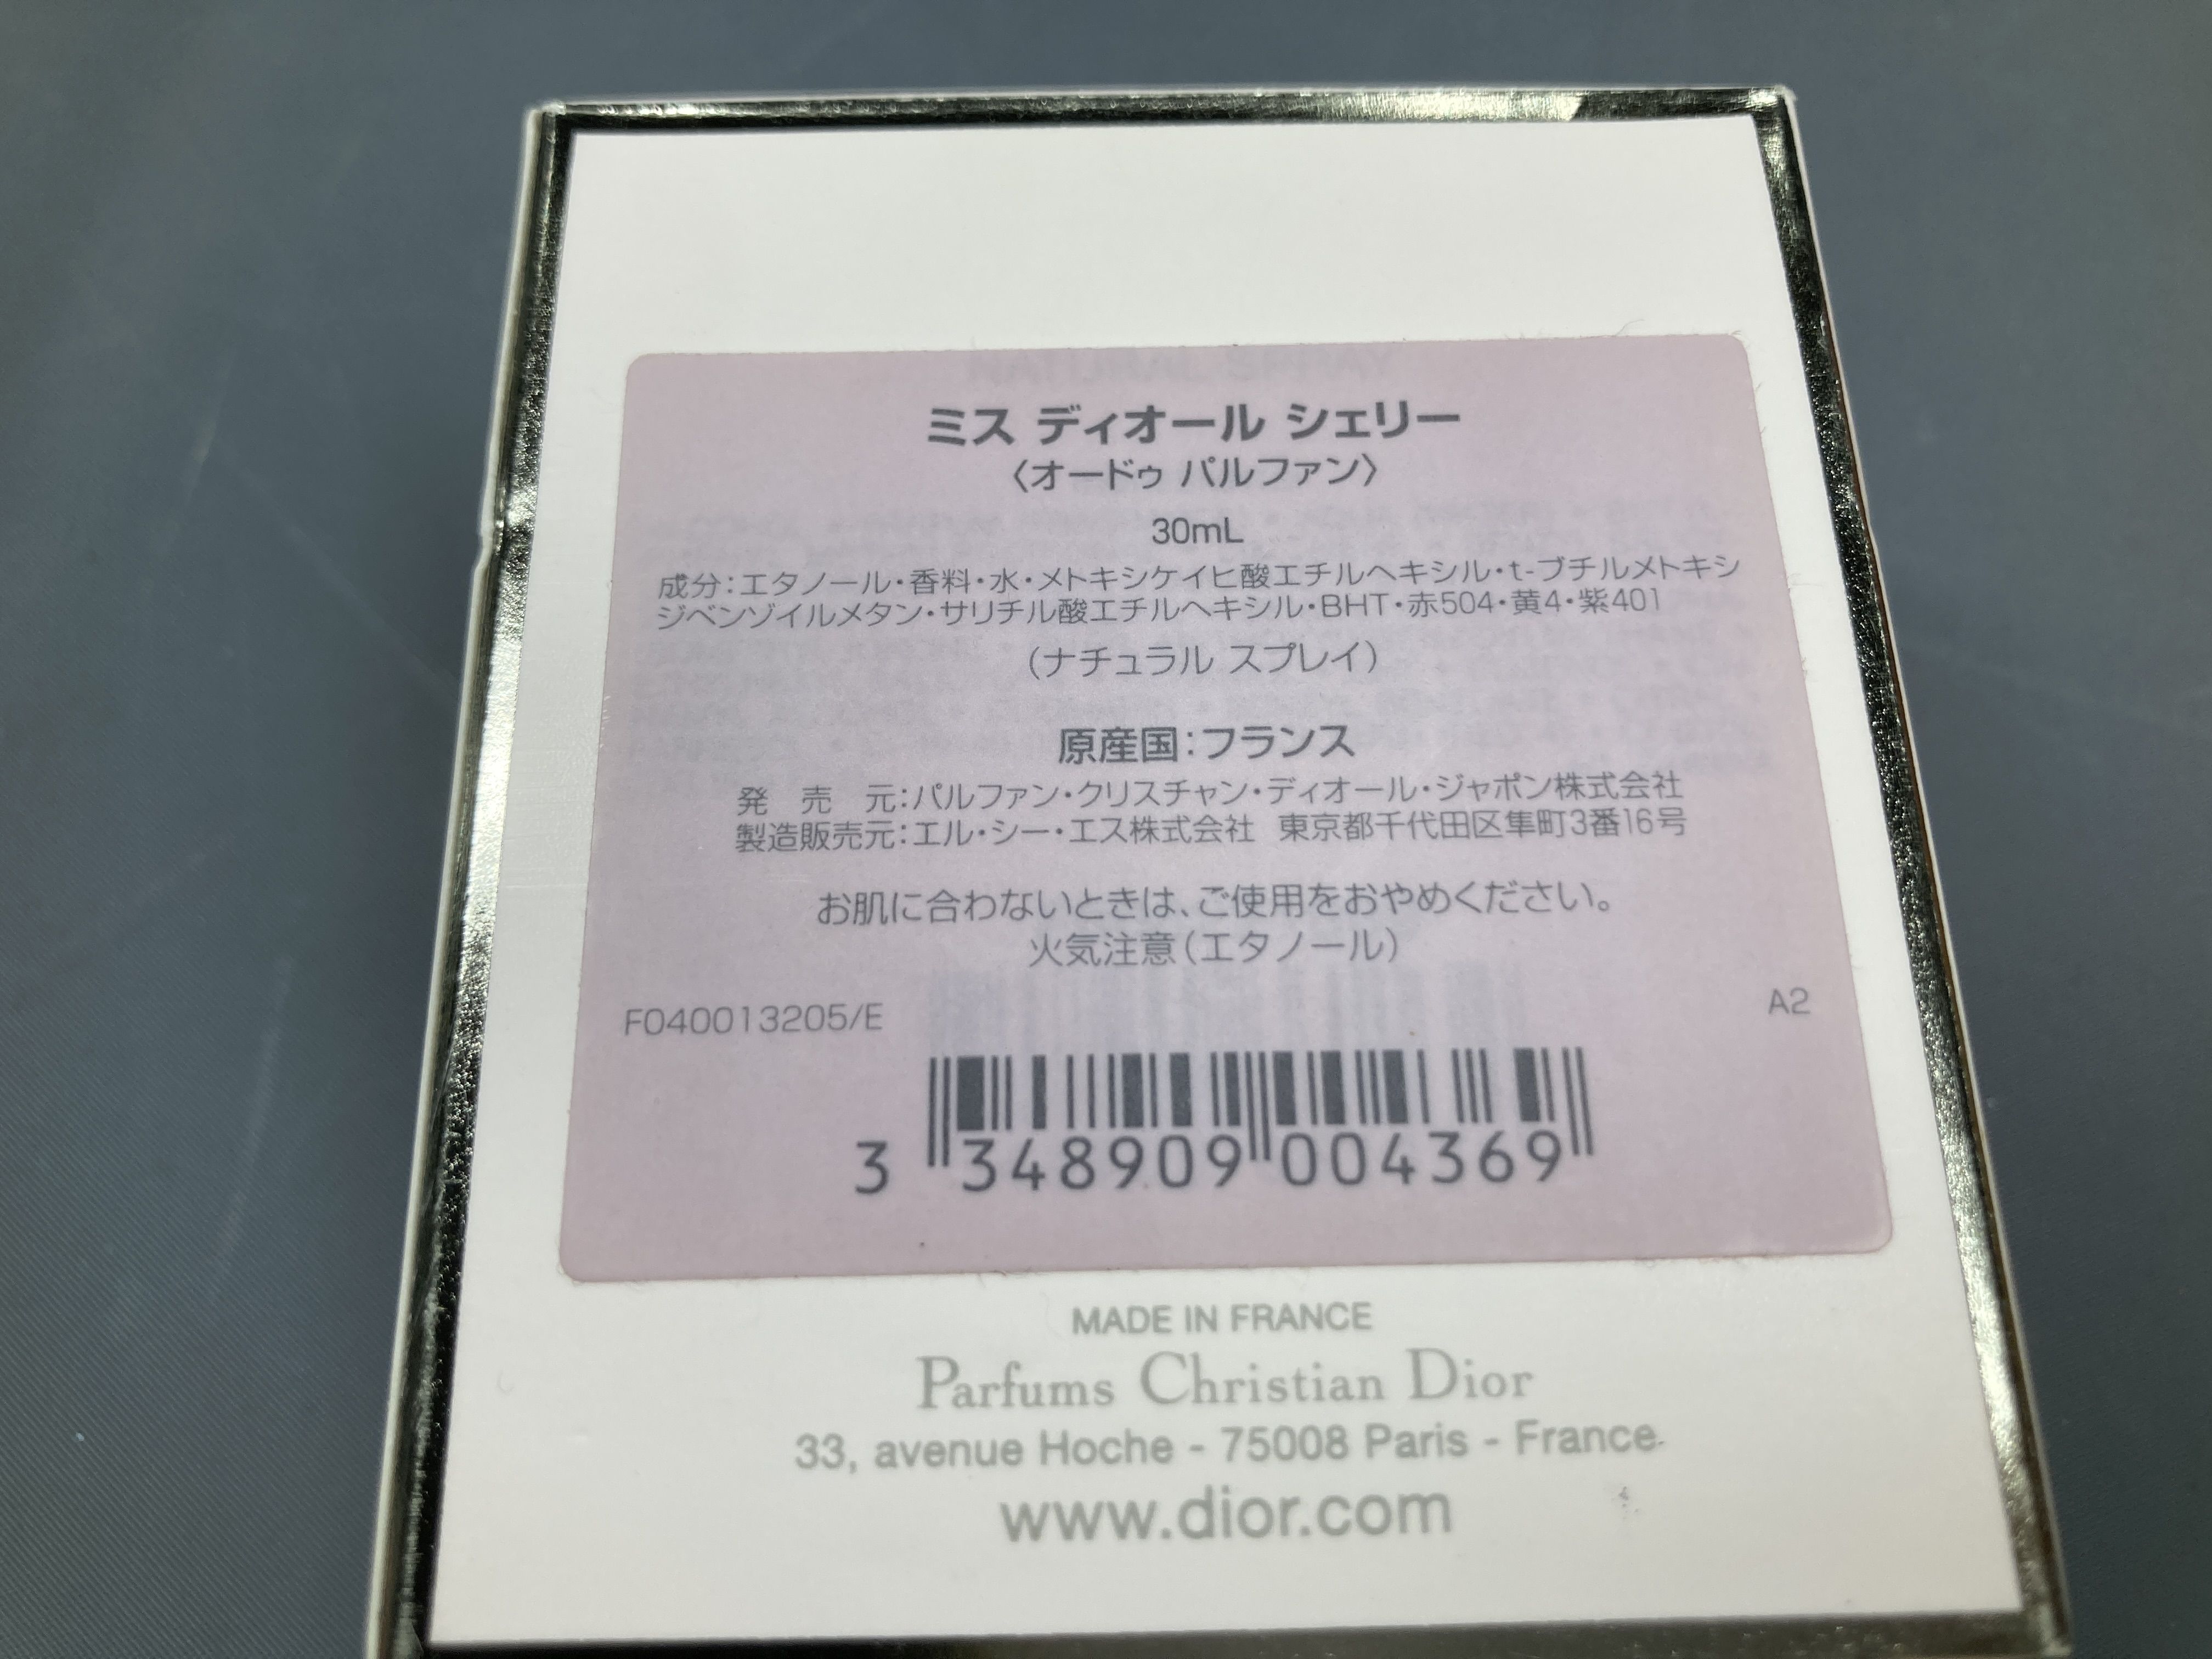 NATURAL SPRAY
ミス ディオール シェリー
〈オードゥ パルファン〉
30mL
成分：エタノール・香料・水・メトキシケイヒ酸エチルヘキシル・t-ブチルメトキシ
ジベンゾイルメタン・サリチル酸エチルヘキシル・BHT・赤504・黄4・紫401
（ナチュラル スプレイ）
原産国：フランス
発 売 元：パルファン・クリスチャン・ディオール・ジャポン株式会社
製造販売元：エル・シー・エス株式会社 東京都千代田区隼町3番16号
お肌に合わないときは、ご使用をおやめください。
火気注意（エタノール）
F040013205/E A2
3 348909 004369
MADE IN FRANCE
Parfums Christian Dior
33, avenue Hoche - 75008 Paris - France
www.dior.com